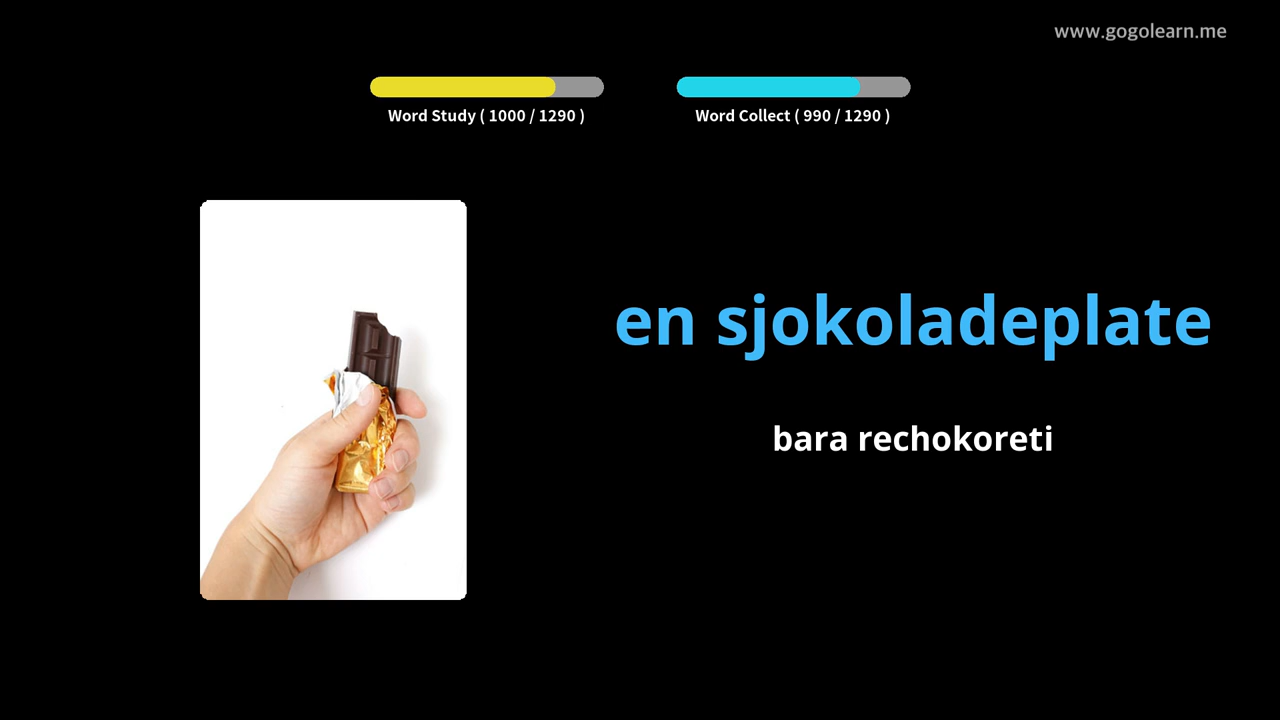 www.gogolearn.me
Word Study ( 1000 / 1290 )
Word Collect ( 990 / 1290 )
en sjokoladeplate
bara rechokoreti